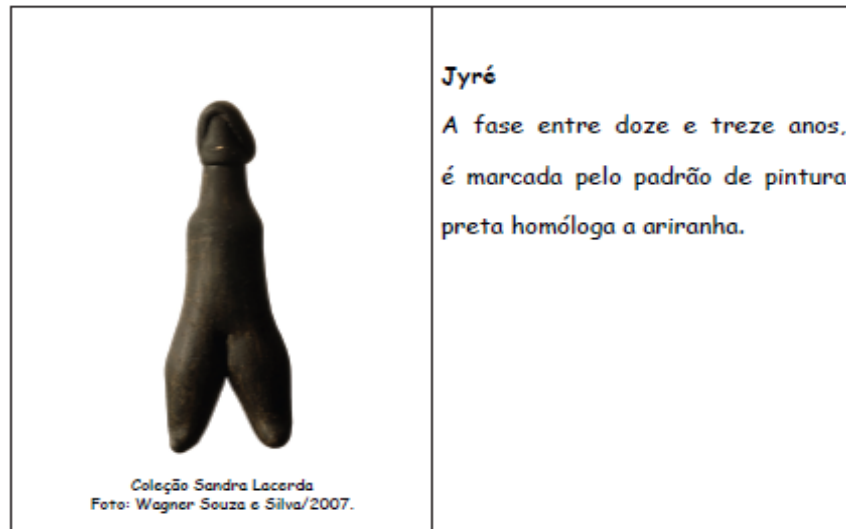 Jyré
A fase entre doze e treze anos,
é marcada pelo padrão de pintura
preta homóloga a ariranha.
Coleção Sandra Lacerda
Foto: Wagner Souza e Silva/2007.